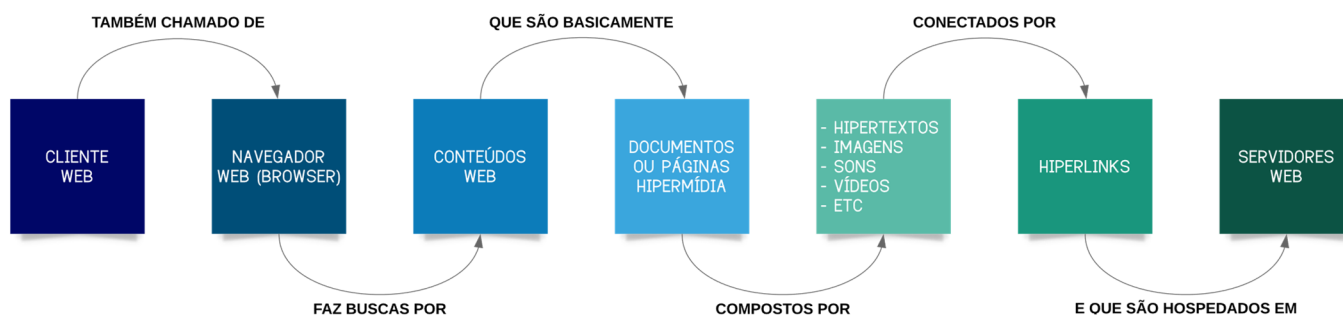 TAMBÉM CHAMADO DE
QUE SÃO BASICAMENTE
CONECTADOS POR
CLIENTE
WEB
NAVEGADOR
WEB (BROWSER)
CONTEÚDOS
WEB
DOCUMENTOS
OU PÁGINAS
HIPERMÍDIA
- HIPERTEXTOS
- IMAGENS
- SONS
- VÍDEOS
- ETC
HIPERLINKS
SERVIDORES
WEB
FAZ BUSCAS POR
COMPOSTOS POR
E QUE SÃO HOSPEDADOS EM